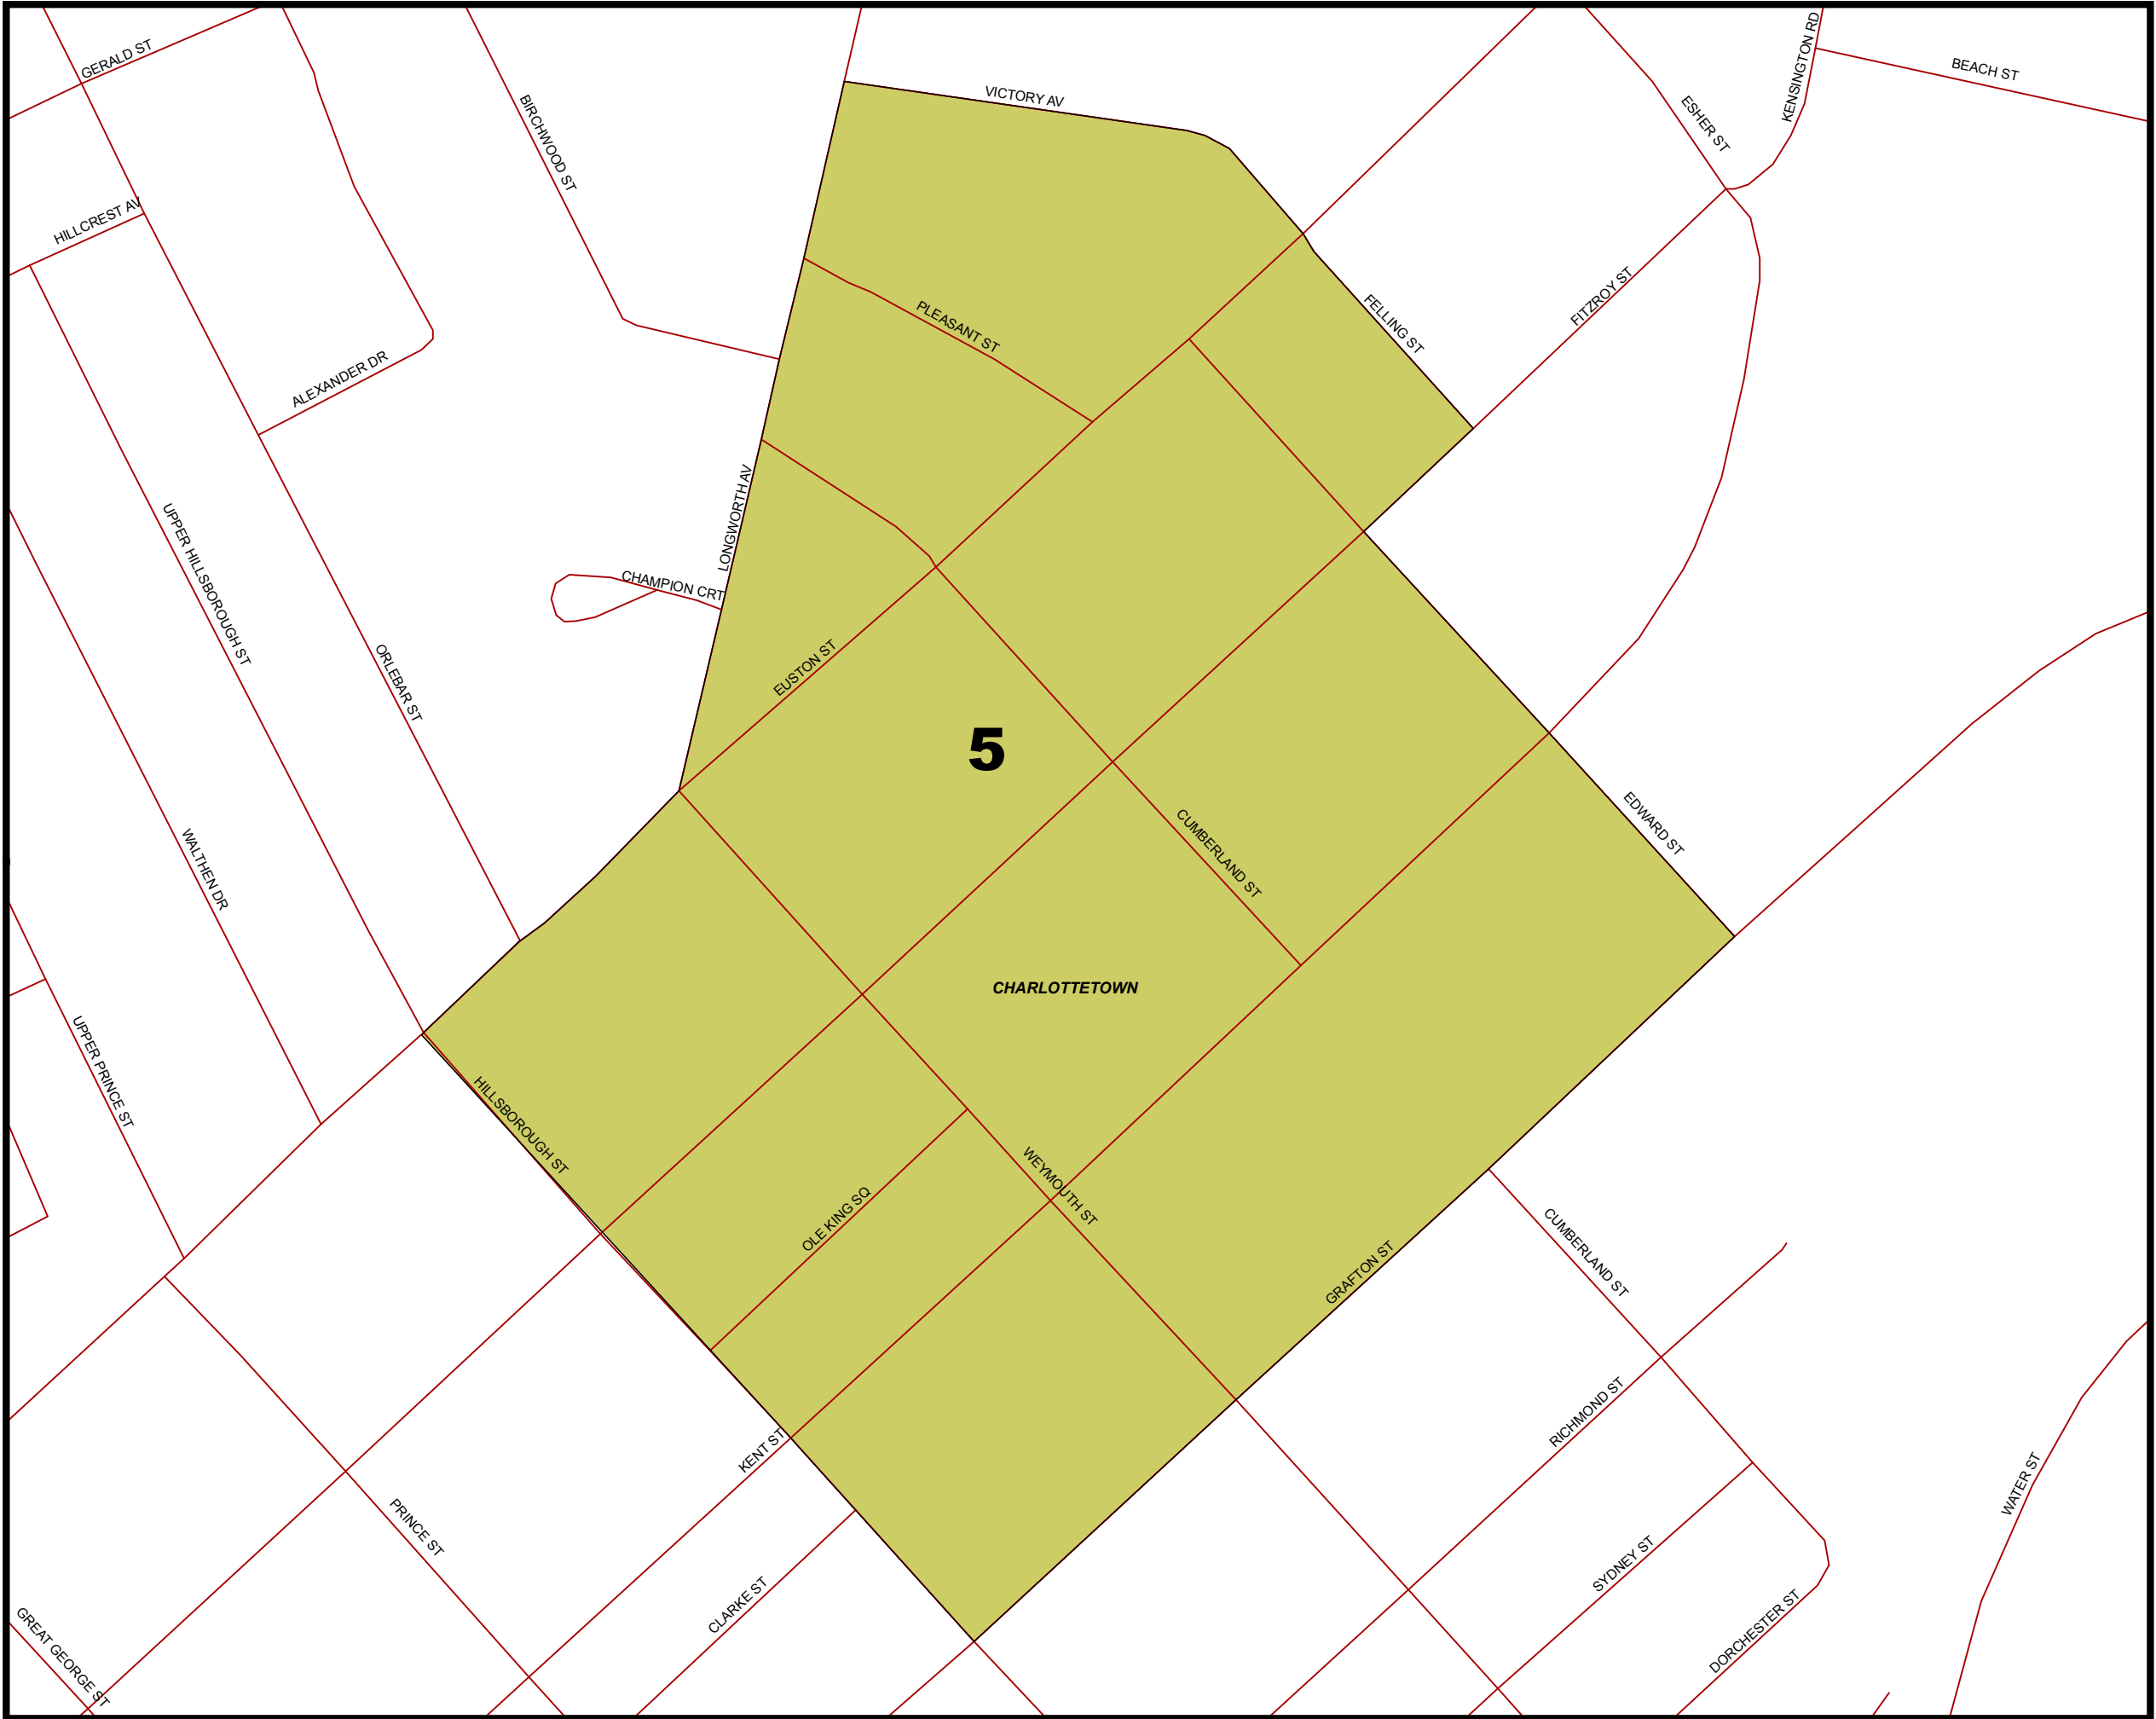 GERALD ST
BIRCHWOOD ST
VICTORY AV
ESHER ST
KENSINGTON RD
BEACH ST
HILLCREST AV
PLEASANT ST
FELLING ST
FITZROY ST
ALEXANDER DR
UPPER HILLSBOROUGH ST
LONGWORTH AV
CHAMPION CRT
ORLEBAR ST
EUSTON ST
5
WALTHEN DR
CUMBERLAND ST
EDWARD ST
CHARLOTTETOWN
UPPER PRINCE ST
HILLSBOROUGH ST
OLE KING SQ
WEYMOUTH ST
GRAFTON ST
CUMBERLAND ST
RICHMOND ST
KENT ST
PRINCE ST
WATER ST
CLARKE ST
SYDNEY ST
DORCHESTER ST
GREAT GEORGE ST